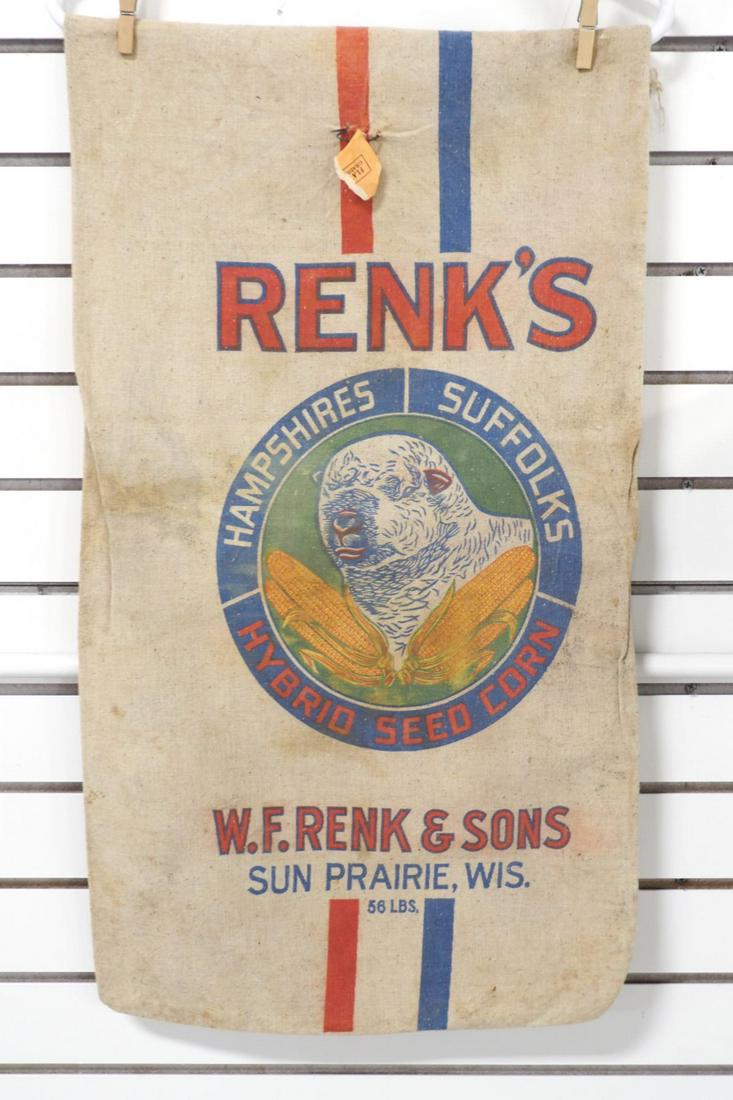 RENK'S
HAMPSHIRES SUFFOLKS
HYBRID SEED CORN
W.F. RENK & SONS
SUN PRAIRIE, WIS.
56 LBS,